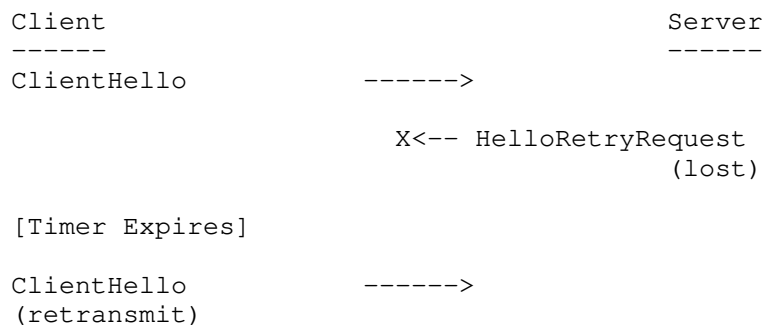 Client Server
------ ------
ClientHello ------>
X<-- HelloRetryRequest
(lost)
[Timer Expires]
ClientHello ------>
(retransmit)